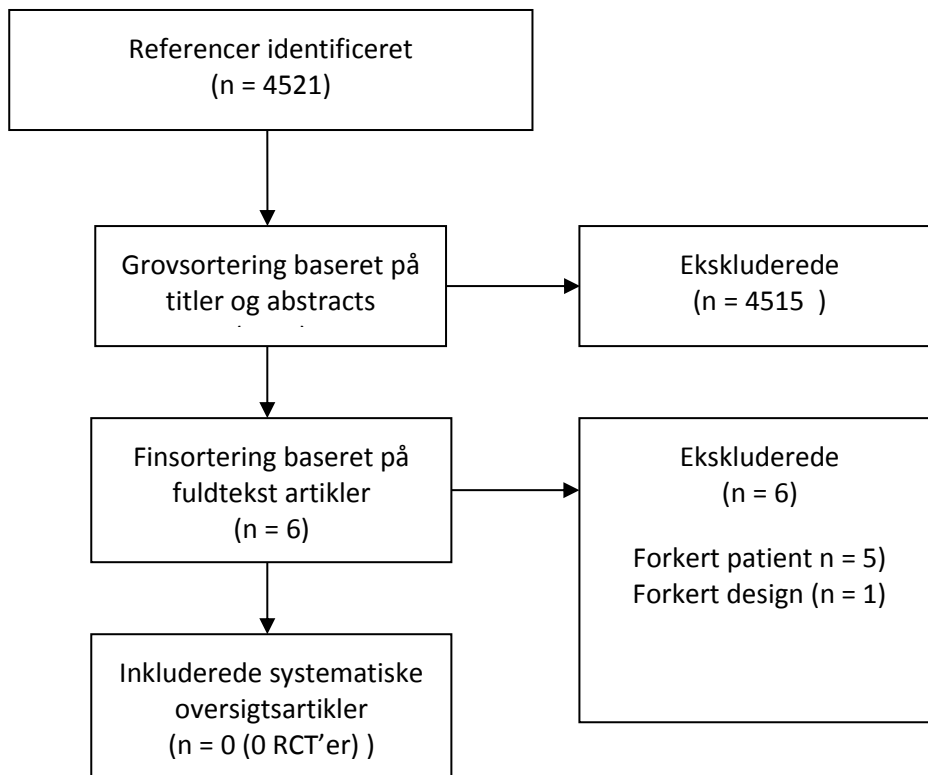 Referencer identificeret
(n = 4521)
Grovsortering baseret på
titler og abstracts
Ekskluderede
(n = 4515  )
Finsortering baseret på
fuldtekst artikler
(n = 6)
Ekskluderede
(n = 6)
Forkert patient n = 5)
Forkert design (n = 1)
Inkluderede systematiske
oversigtsartikler
(n = 0 (0 RCT’er) )